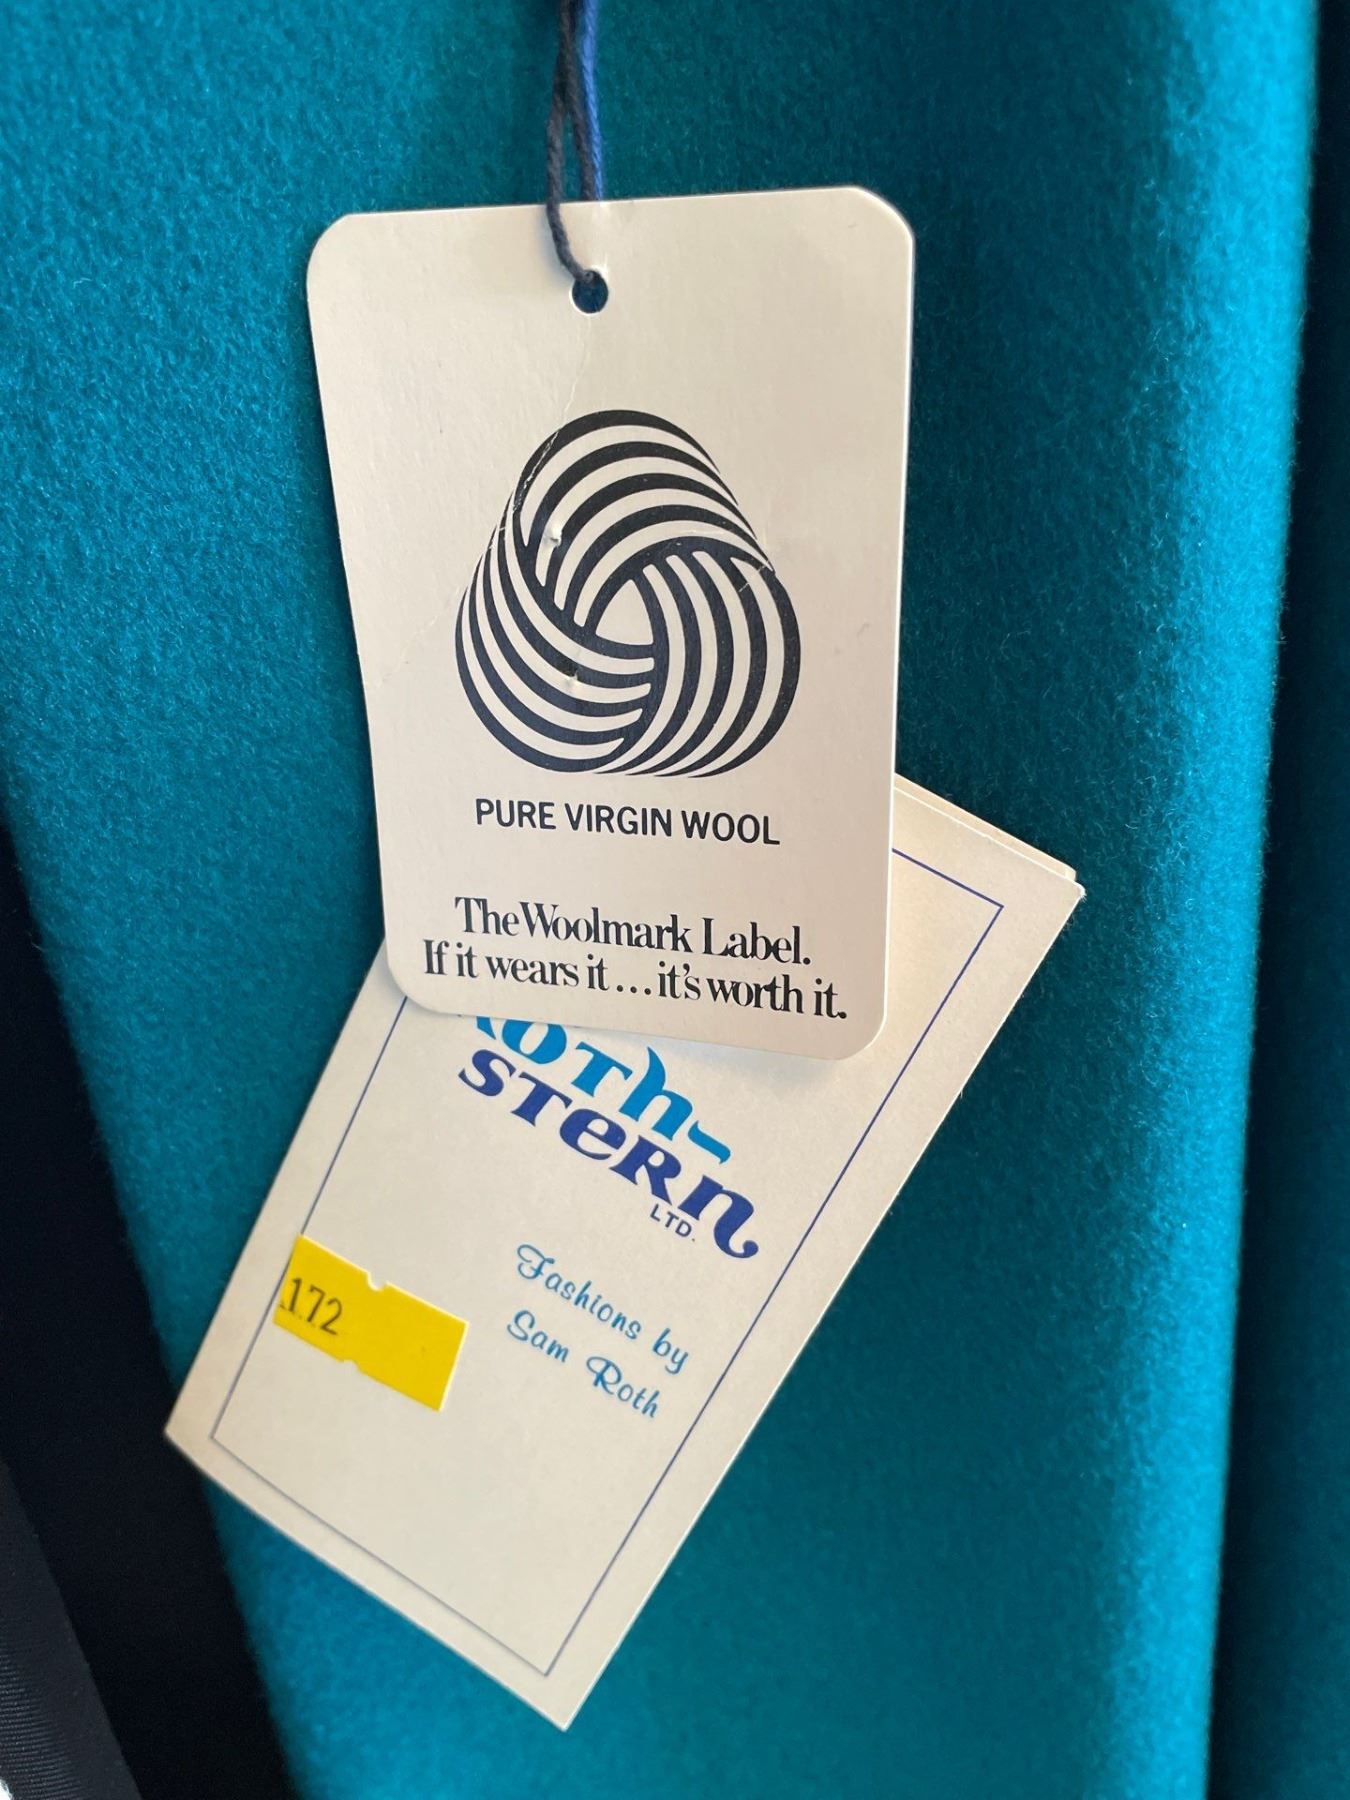 PURE VIRGIN WOOL
The Woolmark Label.
If it wears it...it's worth it.
ROTH-
STERN
LTD.
Fashions by
Sam Roth
172